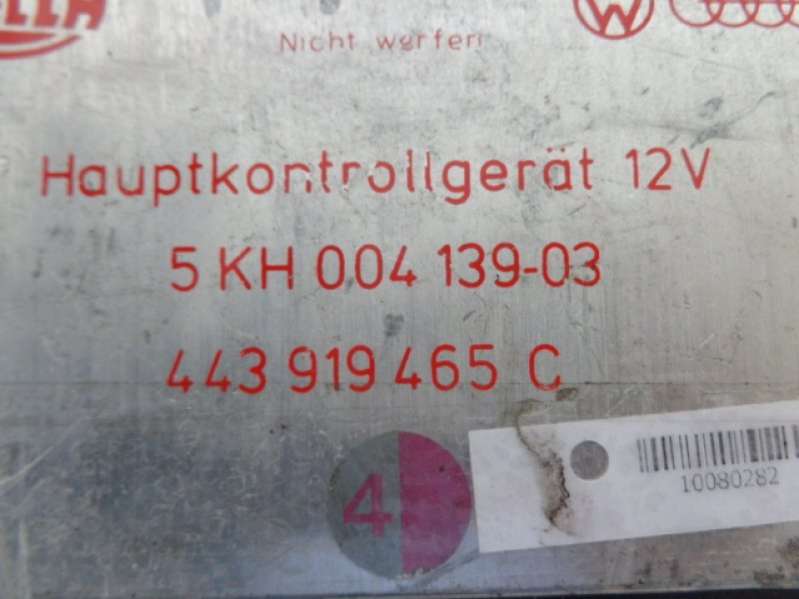 Nicht werfen
Hauptkontrollgerät 12V
5 KH 004 139-03
443 919 465 C
4
10080282